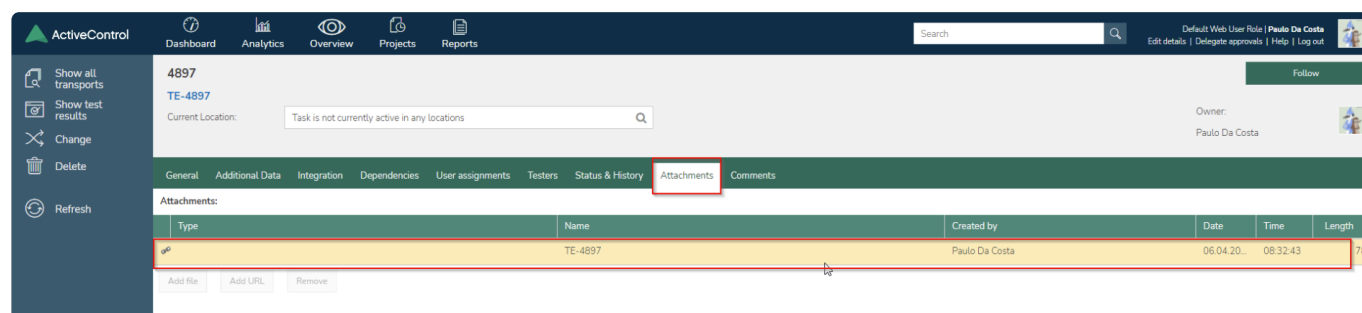 ActiveControl
Dashboard
Analytics
Overview
Projects
Reports
Search
Default Web User Role | Paulo Da Costa
Edit details | Delegate approvals | Help | Log out
Show all
transports
Show test
results
Change
Delete
Refresh
4897
TE-4897
Current Location:
Task is not currently active in any locations
Follow
Owner:
Paulo Da Costa
General
Additional Data
Integration
Dependencies
User assignments
Testers
Status & History
Attachments
Comments
Attachments:
Type
Name
Created by
Date
Time
Length
TE-4897
Paulo Da Costa
06.04.20...
08:32:43
Add file
Add URL
Remove